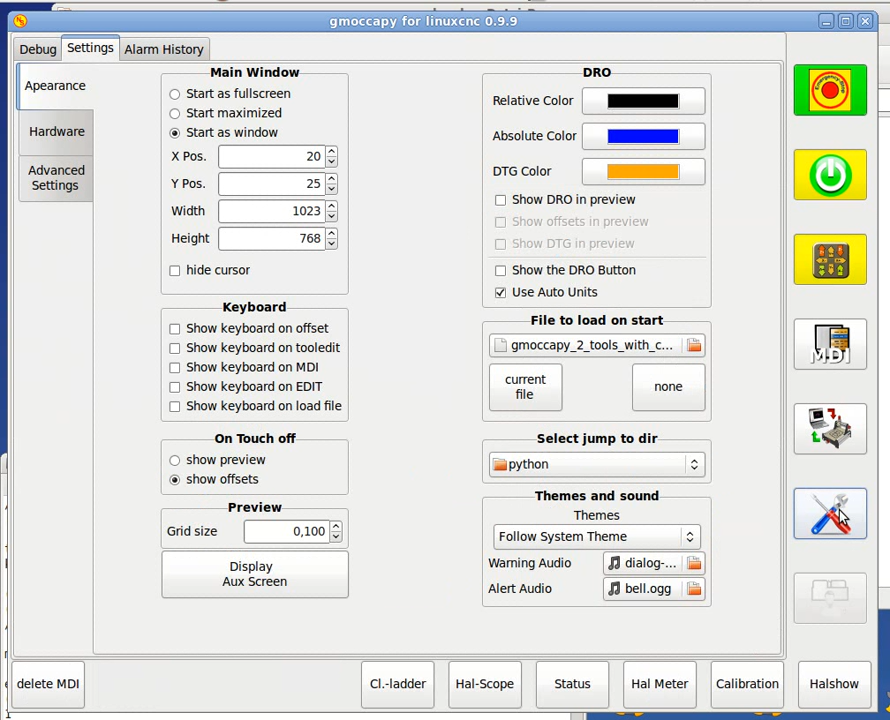 gmoccapy for linuxcnc 0.9.9
Debug
Settings
Alarm History
Apearance
Hardware
Advanced
Settings
Main Window
Start as fullscreen
Start maximized
Start as window
X Pos. 20
Y Pos. 25
Width 1023
Height 768
hide cursor
Keyboard
Show keyboard on offset
Show keyboard on tooledit
Show keyboard on MDI
Show keyboard on EDIT
Show keyboard on load file
On Touch off
show preview
show offsets
Preview
Grid size 0,100
Display
Aux Screen
DRO
Relative Color
Absolute Color
DTG Color
Show DRO in preview
Show offsets in preview
Show DTG in preview
Show the DRO Button
Use Auto Units
File to load on start
gmoccapy_2_tools_with_c...
current
file
none
Select jump to dir
python
Themes and sound
Themes
Follow System Theme
Warning Audio dialog-...
Alert Audio bell.ogg
MDI
delete MDI
Cl.-ladder
Hal-Scope
Status
Hal Meter
Calibration
Halshow